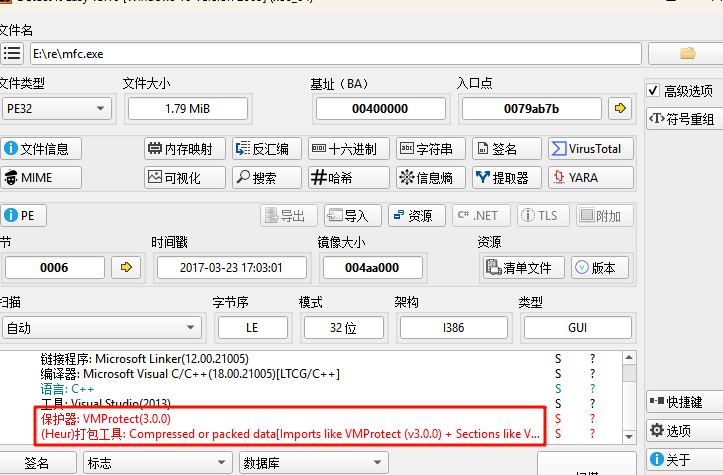 文件名
E:\re\mfc.exe
文件类型 文件大小 基址（BA） 入口点
PE32 1.79 MiB 00400000 0079ab7b
高级选项
符号重组
文件信息 内存映射 反汇编 十六进制 字符串 签名 VirusTotal
MIME 可视化 搜索 哈希 信息熵 提取器 YARA
PE 导出 导入 资源 .NET TLS 附加
节 时间戳 镜像大小 资源
0006 2017-03-23 17:03:01 004aa000 清单文件 版本
扫描 字节序 模式 架构 类型
自动 LE 32 位 I386 GUI
链接程序: Microsoft Linker(12.00.21005) S ?
编译器: Microsoft Visual C/C++(18.00.21005)[LTCG/C++] S ?
语言: C++ S ?
工具: Visual Studio(2013) S ?
保护器: VMProtect(3.0.0) S ?
(Heur)打包工具: Compressed or packed data[Imports like VMProtect (v3.0.0) + Sections like V... S ?
快捷键
选项
签名 标志 数据库
关于